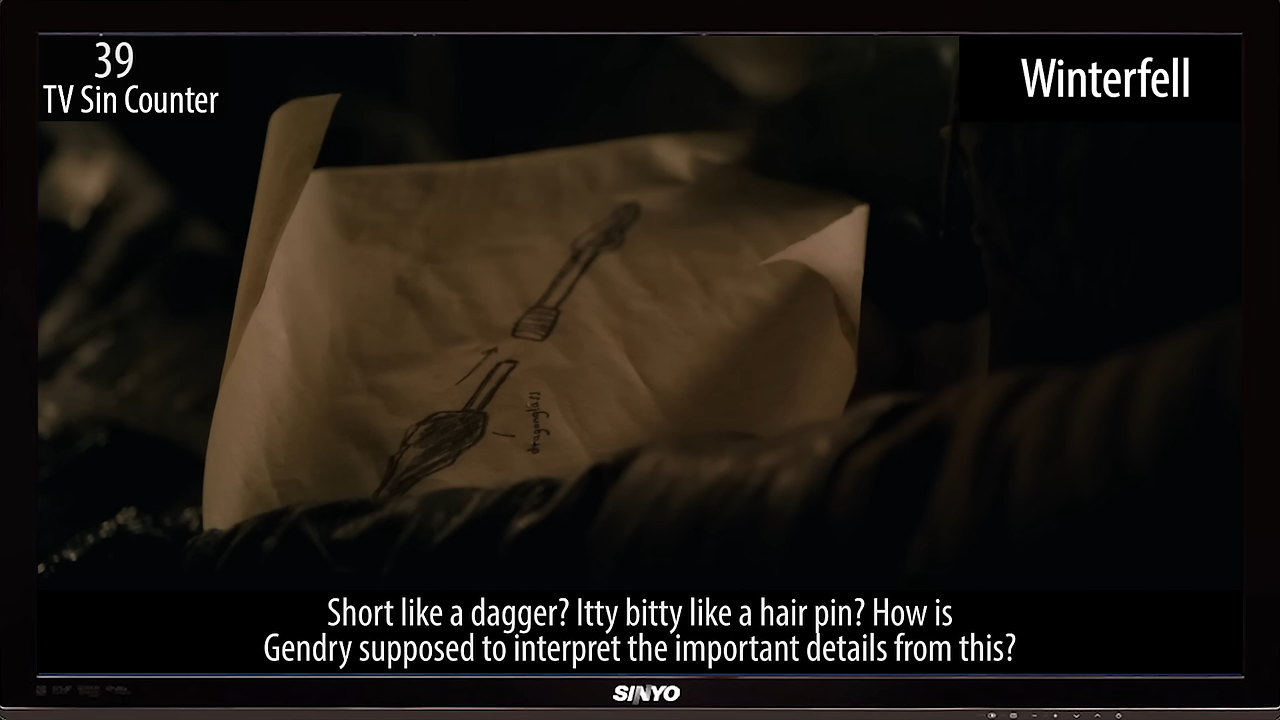 39
TV Sin Counter
Winterfell
dragonglass
Short like a dagger? Itty bitty like a hair pin? How is
Gendry supposed to interpret the important details from this?
SINYO